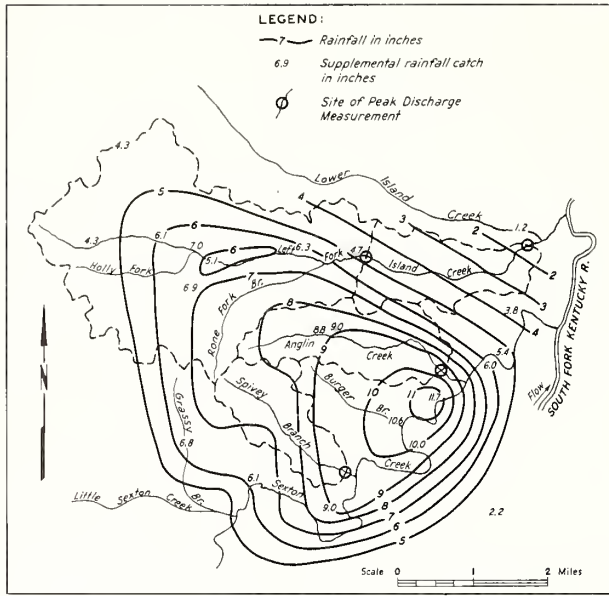 LEGEND:
7 Rainfall in inches
6.9 Supplemental rainfall catch
in inches
Site of Peak Discharge
Measurement
4.3
Lower Island Creek
5
4
3
2
1.2
6
6.1
7.0
6
5.1
Left Fork
6.3
4.7
Island Creek
2
4.3
Holly Fork
6.9
7
Rone Fork Br.
3
3.8
4
8
8.8
9.0
Anglin Creek
5.4
6.0
9
Burger Br.
10
11
11.7
SOUTH FORK KENTUCKY R.
Flow
N
Spivey Branch
10.6
10.0
Grassy Br.
6.8
Creek
6.1
Sexton
9.0
9
8
7
6
5
Little Sexton Creek
2.2
Scale 0 1 2 Miles